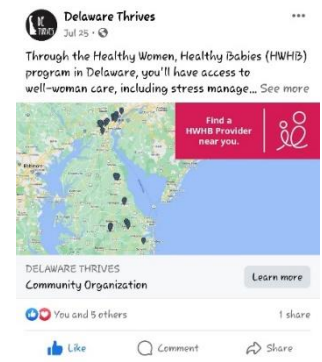 Delaware Thrives
Jul 25 ·
Through the Healthy Women, Healthy Babies (HWHB)
program in Delaware, you'll have access to
well-woman care, including stress manage... See more
Find a
HWHB Provider
near you.
DELAWARE THRIVES
Community Organization
Learn more
You and 5 others
1 share
Like
Comment
Share